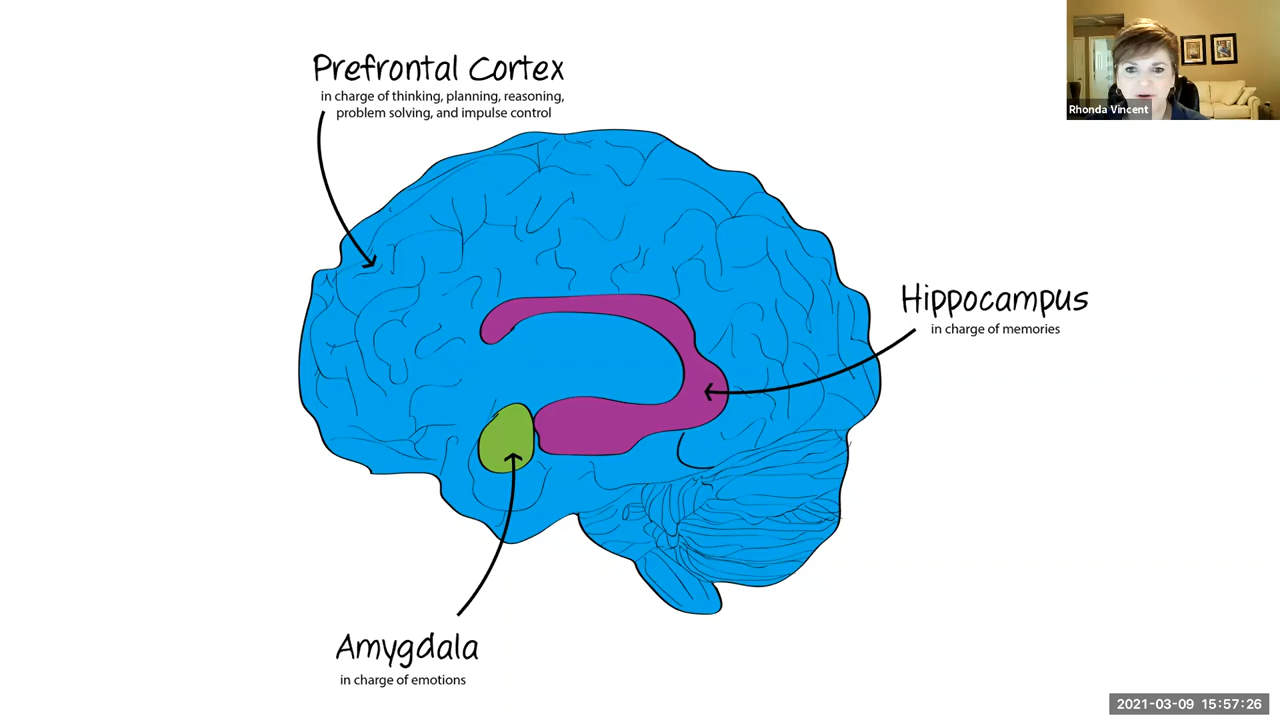 Prefrontal Cortex
in charge of thinking, planning, reasoning,
problem solving, and impulse control
Rhonda Vincent
Hippocampus
in charge of memories
Amygdala
in charge of emotions
2021-03-09 15:57:26